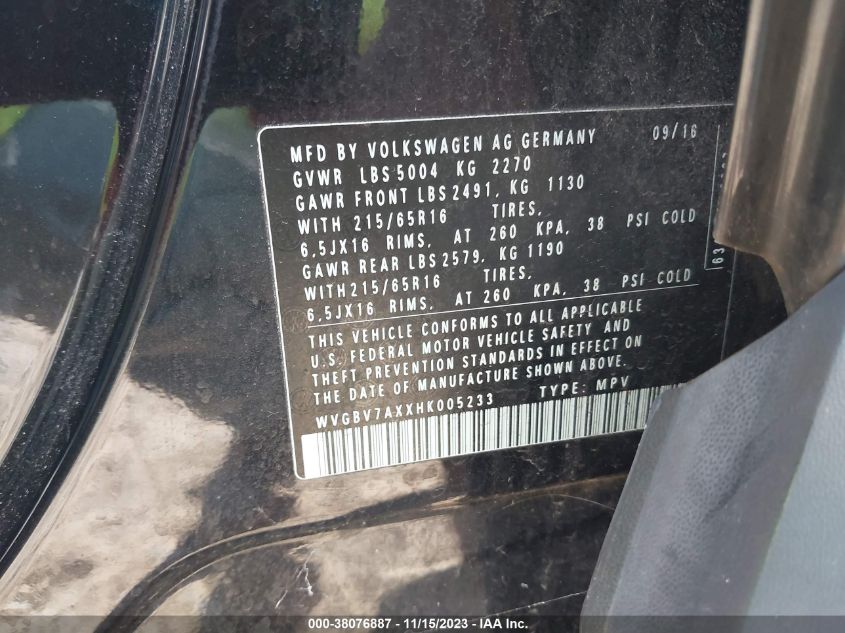 MFD BY VOLKSWAGEN AG GERMANY 09/16
GVWR LBS 5004 KG 2270
GAWR FRONT LBS 2491, KG 1130
WITH 215/65R16 TIRES,
6,5JX16 RIMS, AT 260 KPA, 38 PSI COLD
GAWR REAR LBS 2579, KG 1190
WITH 215/65R16 TIRES,
6,5JX16 RIMS, AT 260 KPA, 38 PSI COLD
THIS VEHICLE CONFORMS TO ALL APPLICABLE
U.S. FEDERAL MOTOR VEHICLE SAFETY AND
THEFT PREVENTION STANDARDS IN EFFECT ON
THE DATE OF MANUFACTURE SHOWN ABOVE.
WVGBV7AXXHK005233 TYPE: MPV
000-38076887 - 11/15/2023 - IAAI.com